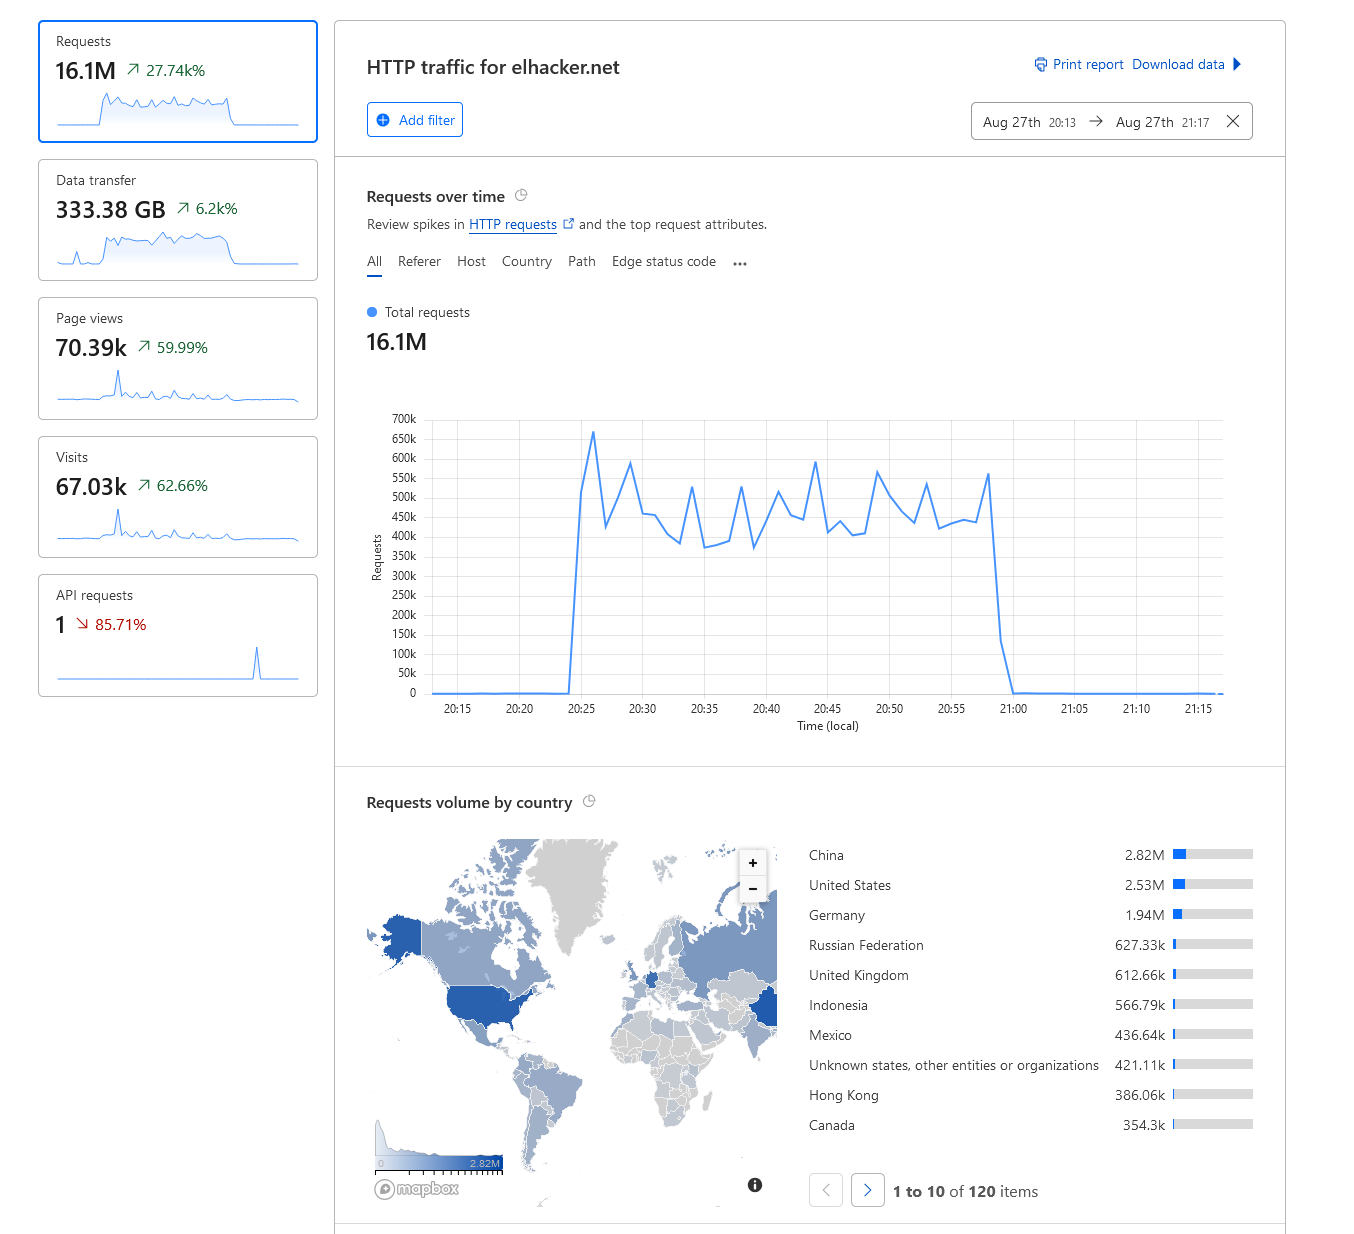 Requests
16.1M 27.74k%
Data transfer
333.38 GB 6.2k%
Page views
70.39k 59.99%
Visits
67.03k 62.66%
API requests
1 85.71%
HTTP traffic for elhacker.net
Print report Download data
Add filter
Aug 27th 20:13 → Aug 27th 21:17
Requests over time
Review spikes in HTTP requests and the top request attributes.
All Referer Host Country Path Edge status code ...
Total requests
16.1M
700k
650k
600k
550k
500k
450k
400k
350k
300k
250k
200k
150k
100k
50k
0
Requests
20:15 20:20 20:25 20:30 20:35 20:40 20:45 20:50 20:55 21:00 21:05 21:10 21:15
Time (local)
Requests volume by country
+
−
0 2.82M
mapbox
China 2.82M
United States 2.53M
Germany 1.94M
Russian Federation 627.33k
United Kingdom 612.66k
Indonesia 566.79k
Mexico 436.64k
Unknown states, other entities or organizations 421.11k
Hong Kong 386.06k
Canada 354.3k
1 to 10 of 120 items